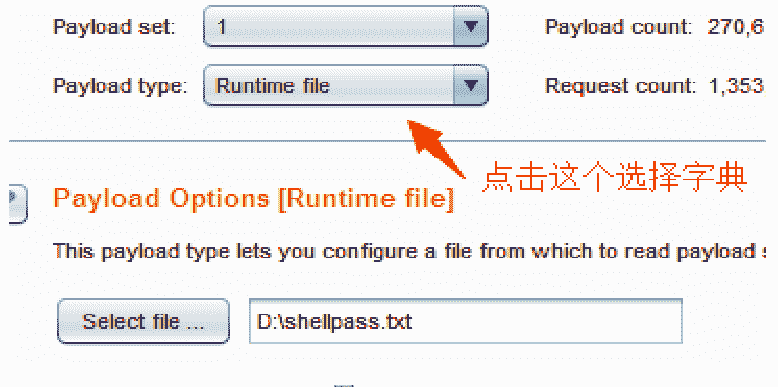 Payload set: 1 Payload count: 270,6
Payload type: Runtime file Request count: 1,353
点击这个选择字典
Payload Options [Runtime file]
This payload type lets you configure a file from which to read payload s
Select file ... D:\shellpass.txt